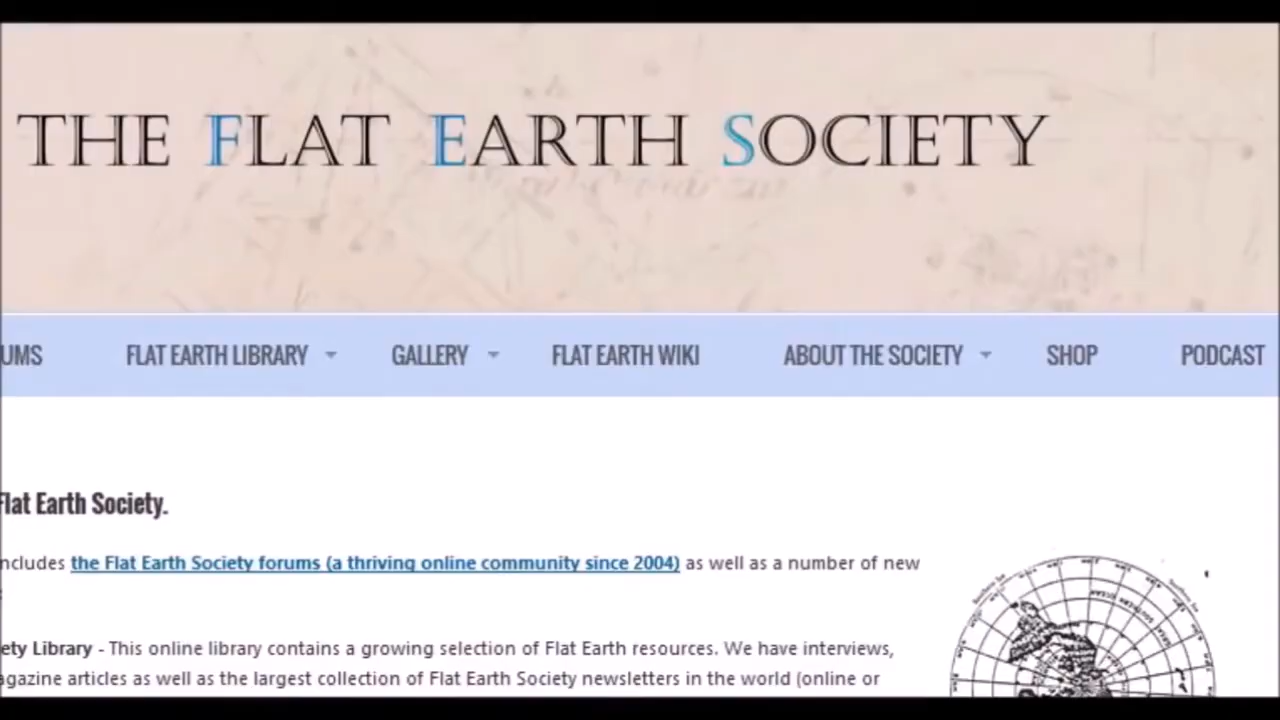 THE FLAT EARTH SOCIETY
UMS FLAT EARTH LIBRARY GALLERY FLAT EARTH WIKI ABOUT THE SOCIETY SHOP PODCAST
Flat Earth Society.
ncludes the Flat Earth Society forums (a thriving online community since 2004) as well as a number of new
ety Library - This online library contains a growing selection of Flat Earth resources. We have interviews,
agazine articles as well as the largest collection of Flat Earth Society newsletters in the world (online or